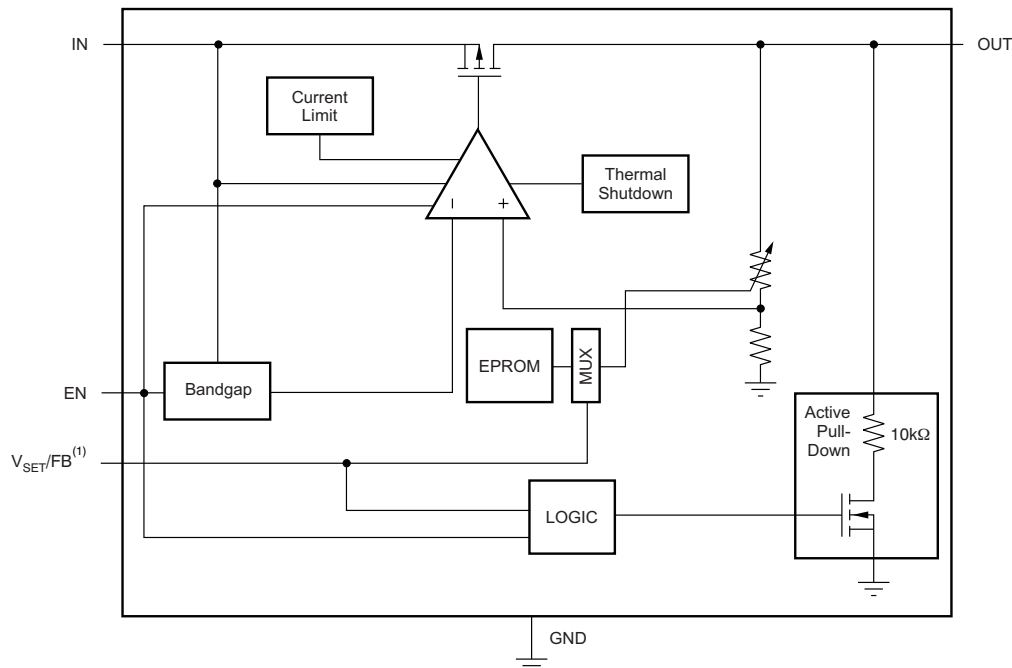 IN
OUT
Current
Limit
Thermal
Shutdown
− +
EPROM
MUX
Bandgap
EN
Active
Pull-
Down
10kΩ
V_SET/FB(1)
LOGIC
GND